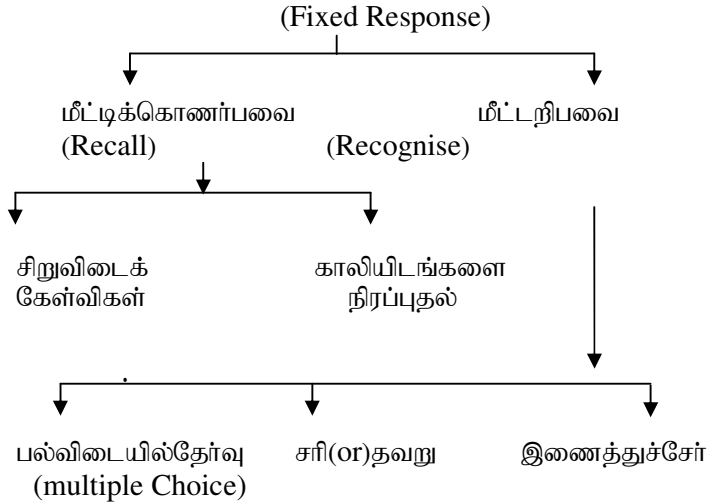 (Fixed Response)
மீட்டிக்கொணர்பவை மீட்டறிபவை
(Recall) (Recognise)
சிறுவிடைக் காலியிடங்களை
கேள்விகள் நிரப்புதல்
பல்விடையில்தேர்வு சரி(or)தவறு இணைத்துச்சேர்
(multiple Choice)